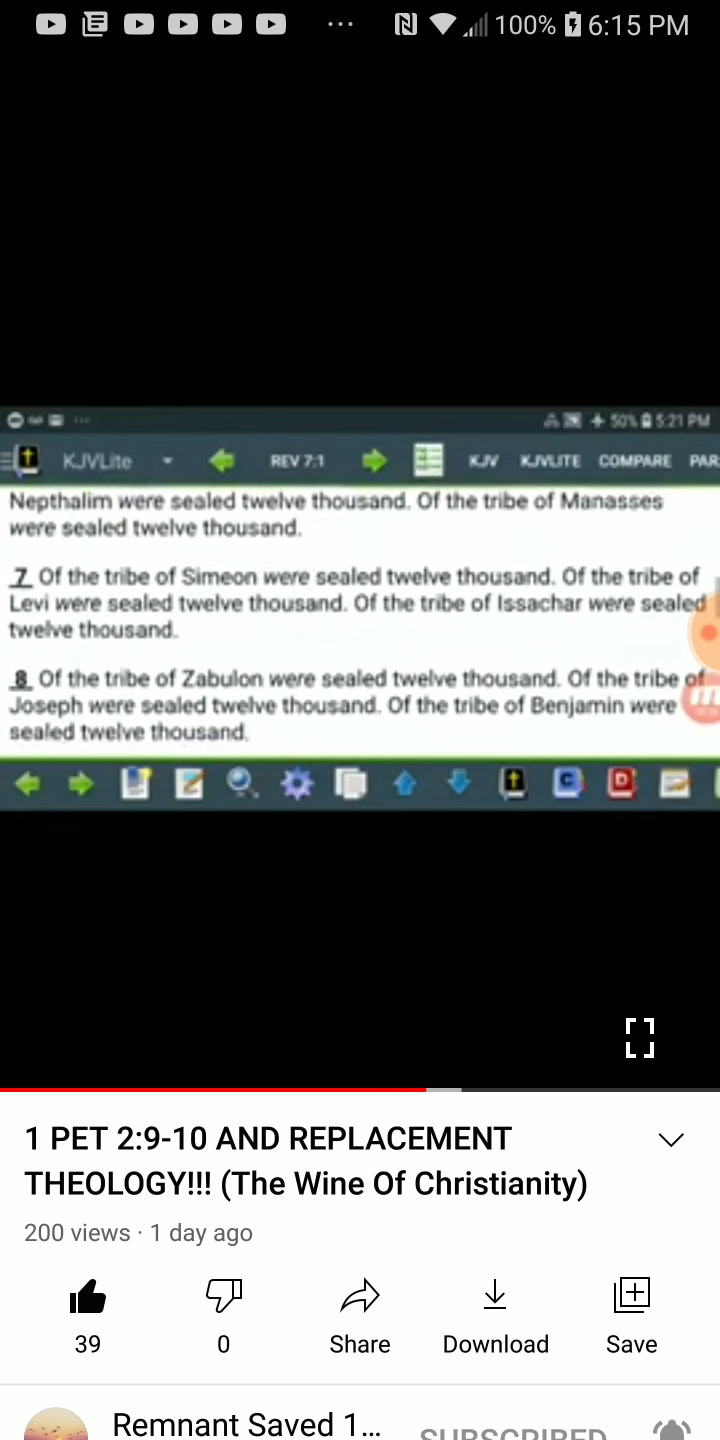 100% 6:15 PM
50% 5:21 PM
KJVLite REV 7:1 KJV KJVLITE COMPARE PAR
Nepthalim were sealed twelve thousand. Of the tribe of Manasses
were sealed twelve thousand.
7 Of the tribe of Simeon were sealed twelve thousand. Of the tribe of
Levi were sealed twelve thousand. Of the tribe of Issachar were sealed
twelve thousand.
8 Of the tribe of Zabulon were sealed twelve thousand. Of the tribe of
Joseph were sealed twelve thousand. Of the tribe of Benjamin were
sealed twelve thousand.
C D
1 PET 2:9-10 AND REPLACEMENT
THEOLOGY!!! (The Wine Of Christianity)
200 views · 1 day ago
39 0 Share Download Save
Remnant Saved 1... SUBSCRIBED